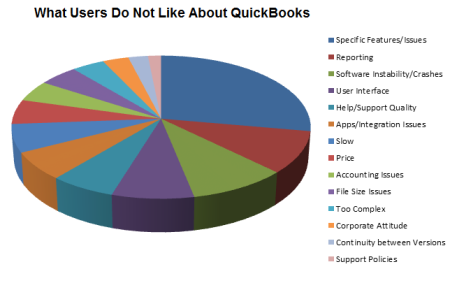 What Users Do Not Like About QuickBooks
Specific Features/Issues
Reporting
Software Instability/Crashes
User Interface
Help/Support Quality
Apps/Integration Issues
Slow
Price
Accounting Issues
File Size Issues
Too Complex
Corporate Attitude
Continuity between Versions
Support Policies